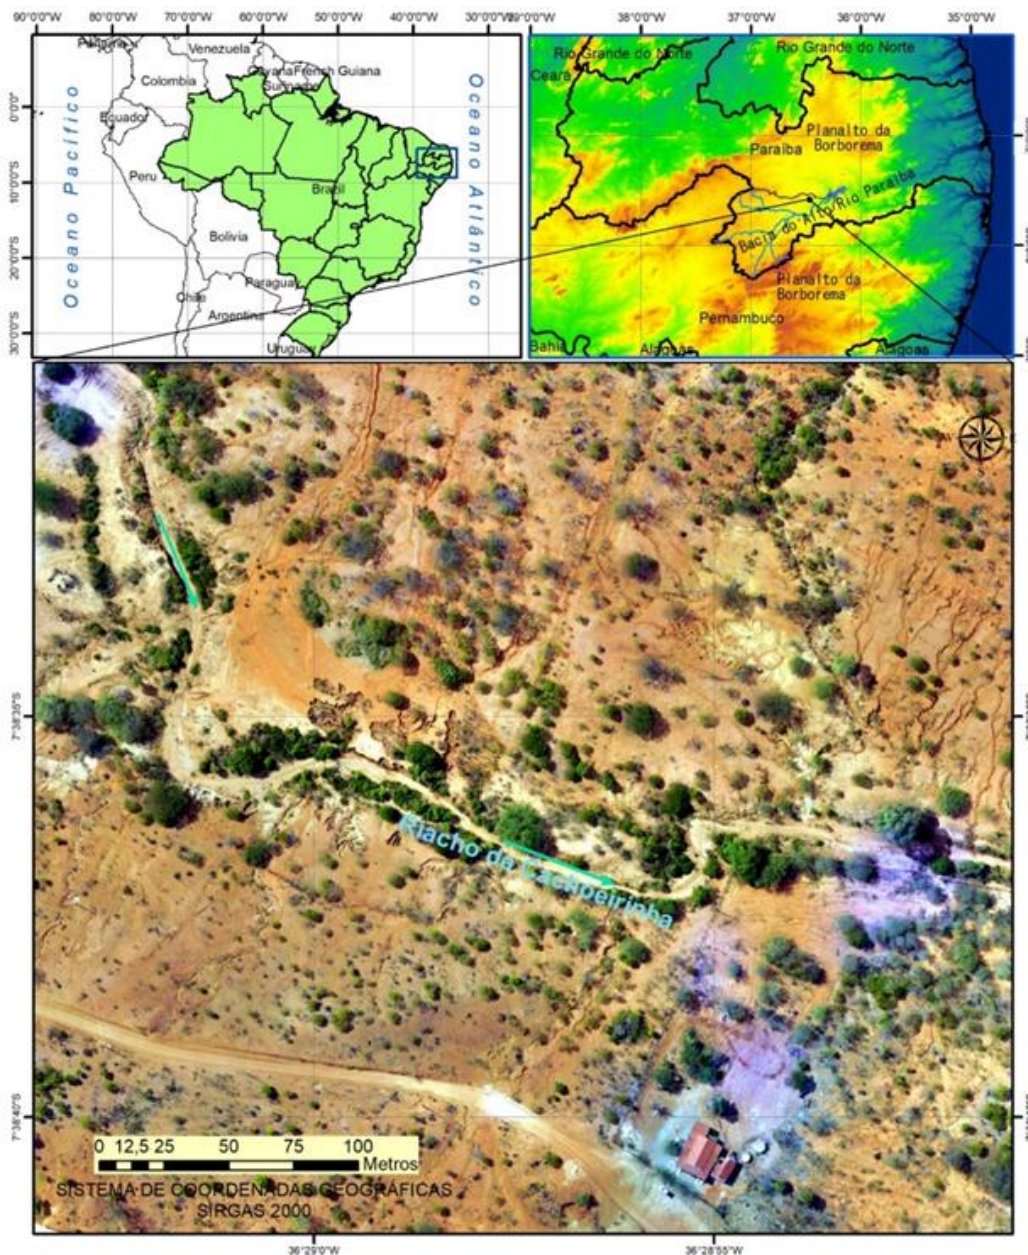 90°0'0"W 80°0'0"W 70°0'0"W 60°0'0"W 50°0'0"W 40°0'0"W 30°0'0"W
38°0'0"W 37°0'0"W 36°0'0"W 35°0'0"W
Panama
Venezuela
Guyana French Guiana
Suriname
Colombia
Ecuador
Peru
Brazil
Bolívia
Paraguay
Chile
Argentina
Uruguay
Oceano Pacífico
Oceano Atlântico
0°0'0"
10°0'0"S
20°0'0"S
30°0'0"S
Rio Grande do Norte
Rio Grande do Norte
Ceará
Planalto da
Borborema
Paraíba
Bacia do Alto Rio Paraíba
Planalto da
Borborema
Pernambuco
Bahia
Alagoas
Alagoas
7°38'35"S
Riacho da Cachoeirinha
7°38'40"S
0 12,5 25 50 75 100
Metros
SISTEMA DE COORDENADAS GEOGRÁFICAS
SIRGAS 2000
36°29'0"W 36°28'55"W